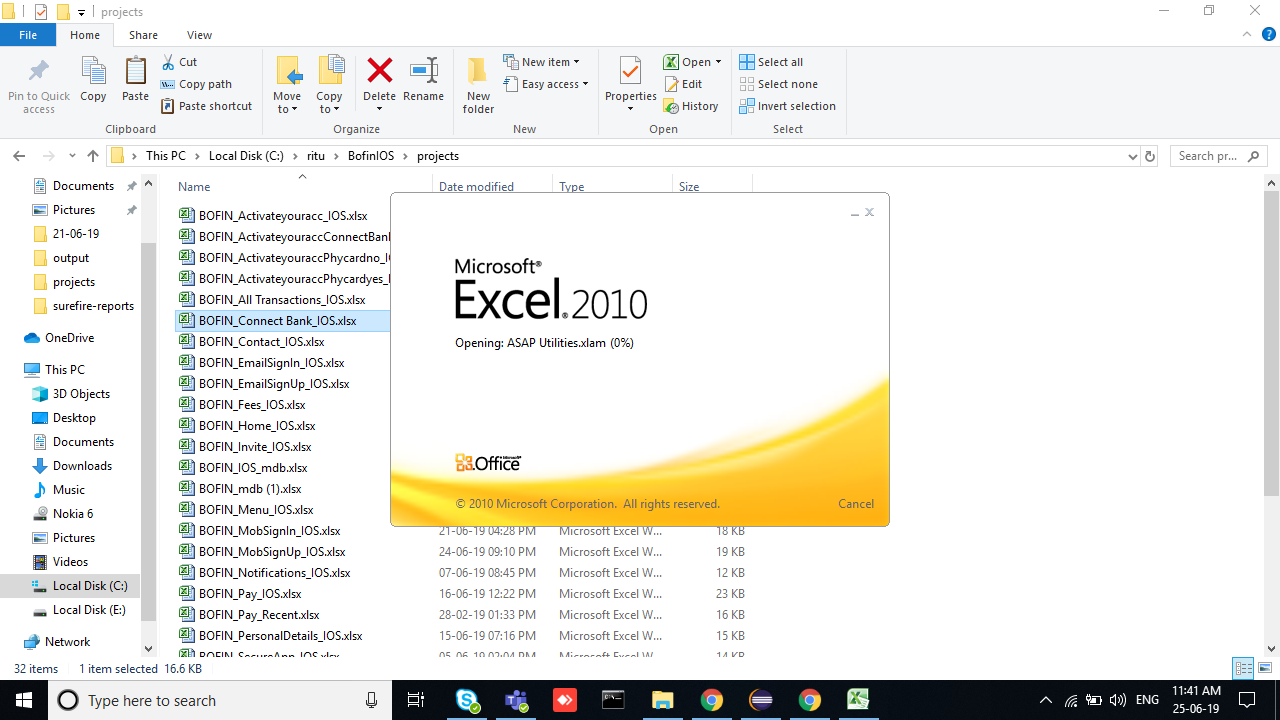 projects
File Home Share View
Pin to Quick access
Copy
Paste
Cut
Copy path
Paste shortcut
Clipboard
Move to
Copy to
Delete
Rename
Organize
New folder
New item
Easy access
New
Properties
Open
Edit
History
Open
Select all
Select none
Invert selection
Select
This PC Local Disk (C:) ritu BofinIOS projects
Search pr...
Documents
Pictures
21-06-19
output
projects
surefire-reports
OneDrive
This PC
3D Objects
Desktop
Documents
Downloads
Music
Nokia 6
Pictures
Videos
Local Disk (C:)
Local Disk (E:)
Network
Name Date modified Type Size
BOFIN_Activateyouracc_IOS.xlsx
BOFIN_ActivateyouraccConnectBank
BOFIN_ActivateyouraccPhycardno_IO
BOFIN_ActivateyouraccPhycardyes_I
BOFIN_All Transactions_IOS.xlsx
BOFIN_Connect Bank_IOS.xlsx
BOFIN_Contact_IOS.xlsx
BOFIN_EmailSignIn_IOS.xlsx
BOFIN_EmailSignUp_IOS.xlsx
BOFIN_Fees_IOS.xlsx
BOFIN_Home_IOS.xlsx
BOFIN_Invite_IOS.xlsx
BOFIN_IOS_mdb.xlsx
BOFIN_mdb (1).xlsx
BOFIN_Menu_IOS.xlsx
BOFIN_MobSignIn_IOS.xlsx 21-06-19 04:28 PM Microsoft Excel W... 18 KB
BOFIN_MobSignUp_IOS.xlsx 24-06-19 09:10 PM Microsoft Excel W... 19 KB
BOFIN_Notifications_IOS.xlsx 07-06-19 08:45 PM Microsoft Excel W... 12 KB
BOFIN_Pay_IOS.xlsx 16-06-19 12:22 PM Microsoft Excel W... 23 KB
BOFIN_Pay_Recent.xlsx 28-02-19 01:33 PM Microsoft Excel W... 16 KB
BOFIN_PersonalDetails_IOS.xlsx 15-06-19 07:16 PM Microsoft Excel W... 15 KB
BOFIN_SecureApp_IOS.xlsx 05-06-19 02:04 PM Microsoft Excel W... 14 KB
Microsoft®
Excel®2010
Opening: ASAP Utilities.xlam (0%)
Microsoft®
Office
© 2010 Microsoft Corporation. All rights reserved. Cancel
32 items 1 item selected 16.6 KB
Type here to search
ENG
11:41 AM
25-06-19